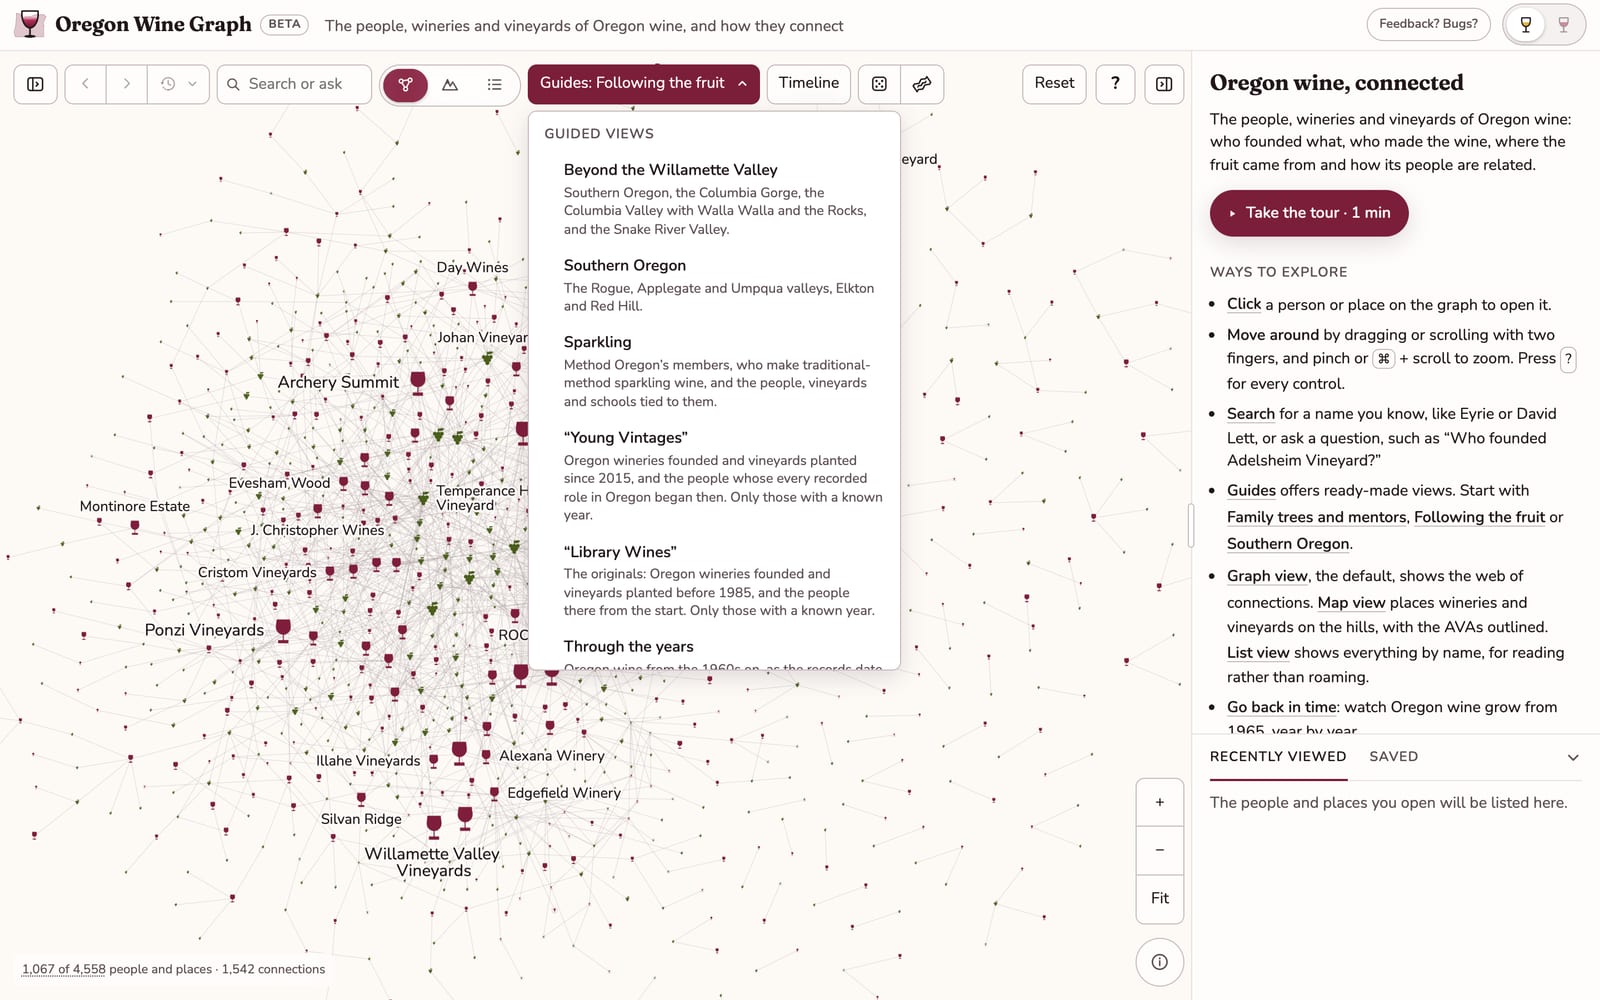 Oregon Wine Graph
BETA
The people, wineries and vineyards of Oregon wine, and how they connect
Feedback? Bugs?
Search or ask
Guides: Following the fruit
Timeline
Reset
?
GUIDED VIEWS
Beyond the Willamette Valley
Southern Oregon, the Columbia Gorge, the
Columbia Valley with Walla Walla and the Rocks,
and the Snake River Valley.
Southern Oregon
The Rogue, Applegate and Umpqua valleys, Elkton
and Red Hill.
Sparkling
Method Oregon's members, who make traditional-
method sparkling wine, and the people, vineyards
and schools tied to them.
“Young Vintages”
Oregon wineries founded and vineyards planted
since 2015, and the people whose every recorded
role in Oregon began then. Only those with a known
year.
“Library Wines”
The originals: Oregon wineries founded and
vineyards planted before 1985, and the people
there from the start. Only those with a known year.
Through the years
Oregon wine from the 1960s on, as the records date
eyard
Day Wines
Johan Vineyar
Archery Summit
Evesham Wood
Temperance H
Vineyard
Montinore Estate
J. Christopher Wines
Cristom Vineyards
Ponzi Vineyards
ROC
Illahe Vineyards
Alexana Winery
Edgefield Winery
Silvan Ridge
Willamette Valley
Vineyards
1,067 of 4,558 people and places · 1,542 connections
+
−
Fit
Oregon wine, connected
The people, wineries and vineyards of Oregon wine:
who founded what, who made the wine, where the
fruit came from and how its people are related.
Take the tour · 1 min
WAYS TO EXPLORE
• Click a person or place on the graph to open it.
• Move around by dragging or scrolling with two
fingers, and pinch or ⌘ + scroll to zoom. Press ?
for every control.
• Search for a name you know, like Eyrie or David
Lett, or ask a question, such as “Who founded
Adelsheim Vineyard?”
• Guides offers ready-made views. Start with
Family trees and mentors, Following the fruit or
Southern Oregon.
• Graph view, the default, shows the web of
connections. Map view places wineries and
vineyards on the hills, with the AVAs outlined.
List view shows everything by name, for reading
rather than roaming.
• Go back in time: watch Oregon wine grow from
1965, year by year
RECENTLY VIEWED
SAVED
The people and places you open will be listed here.